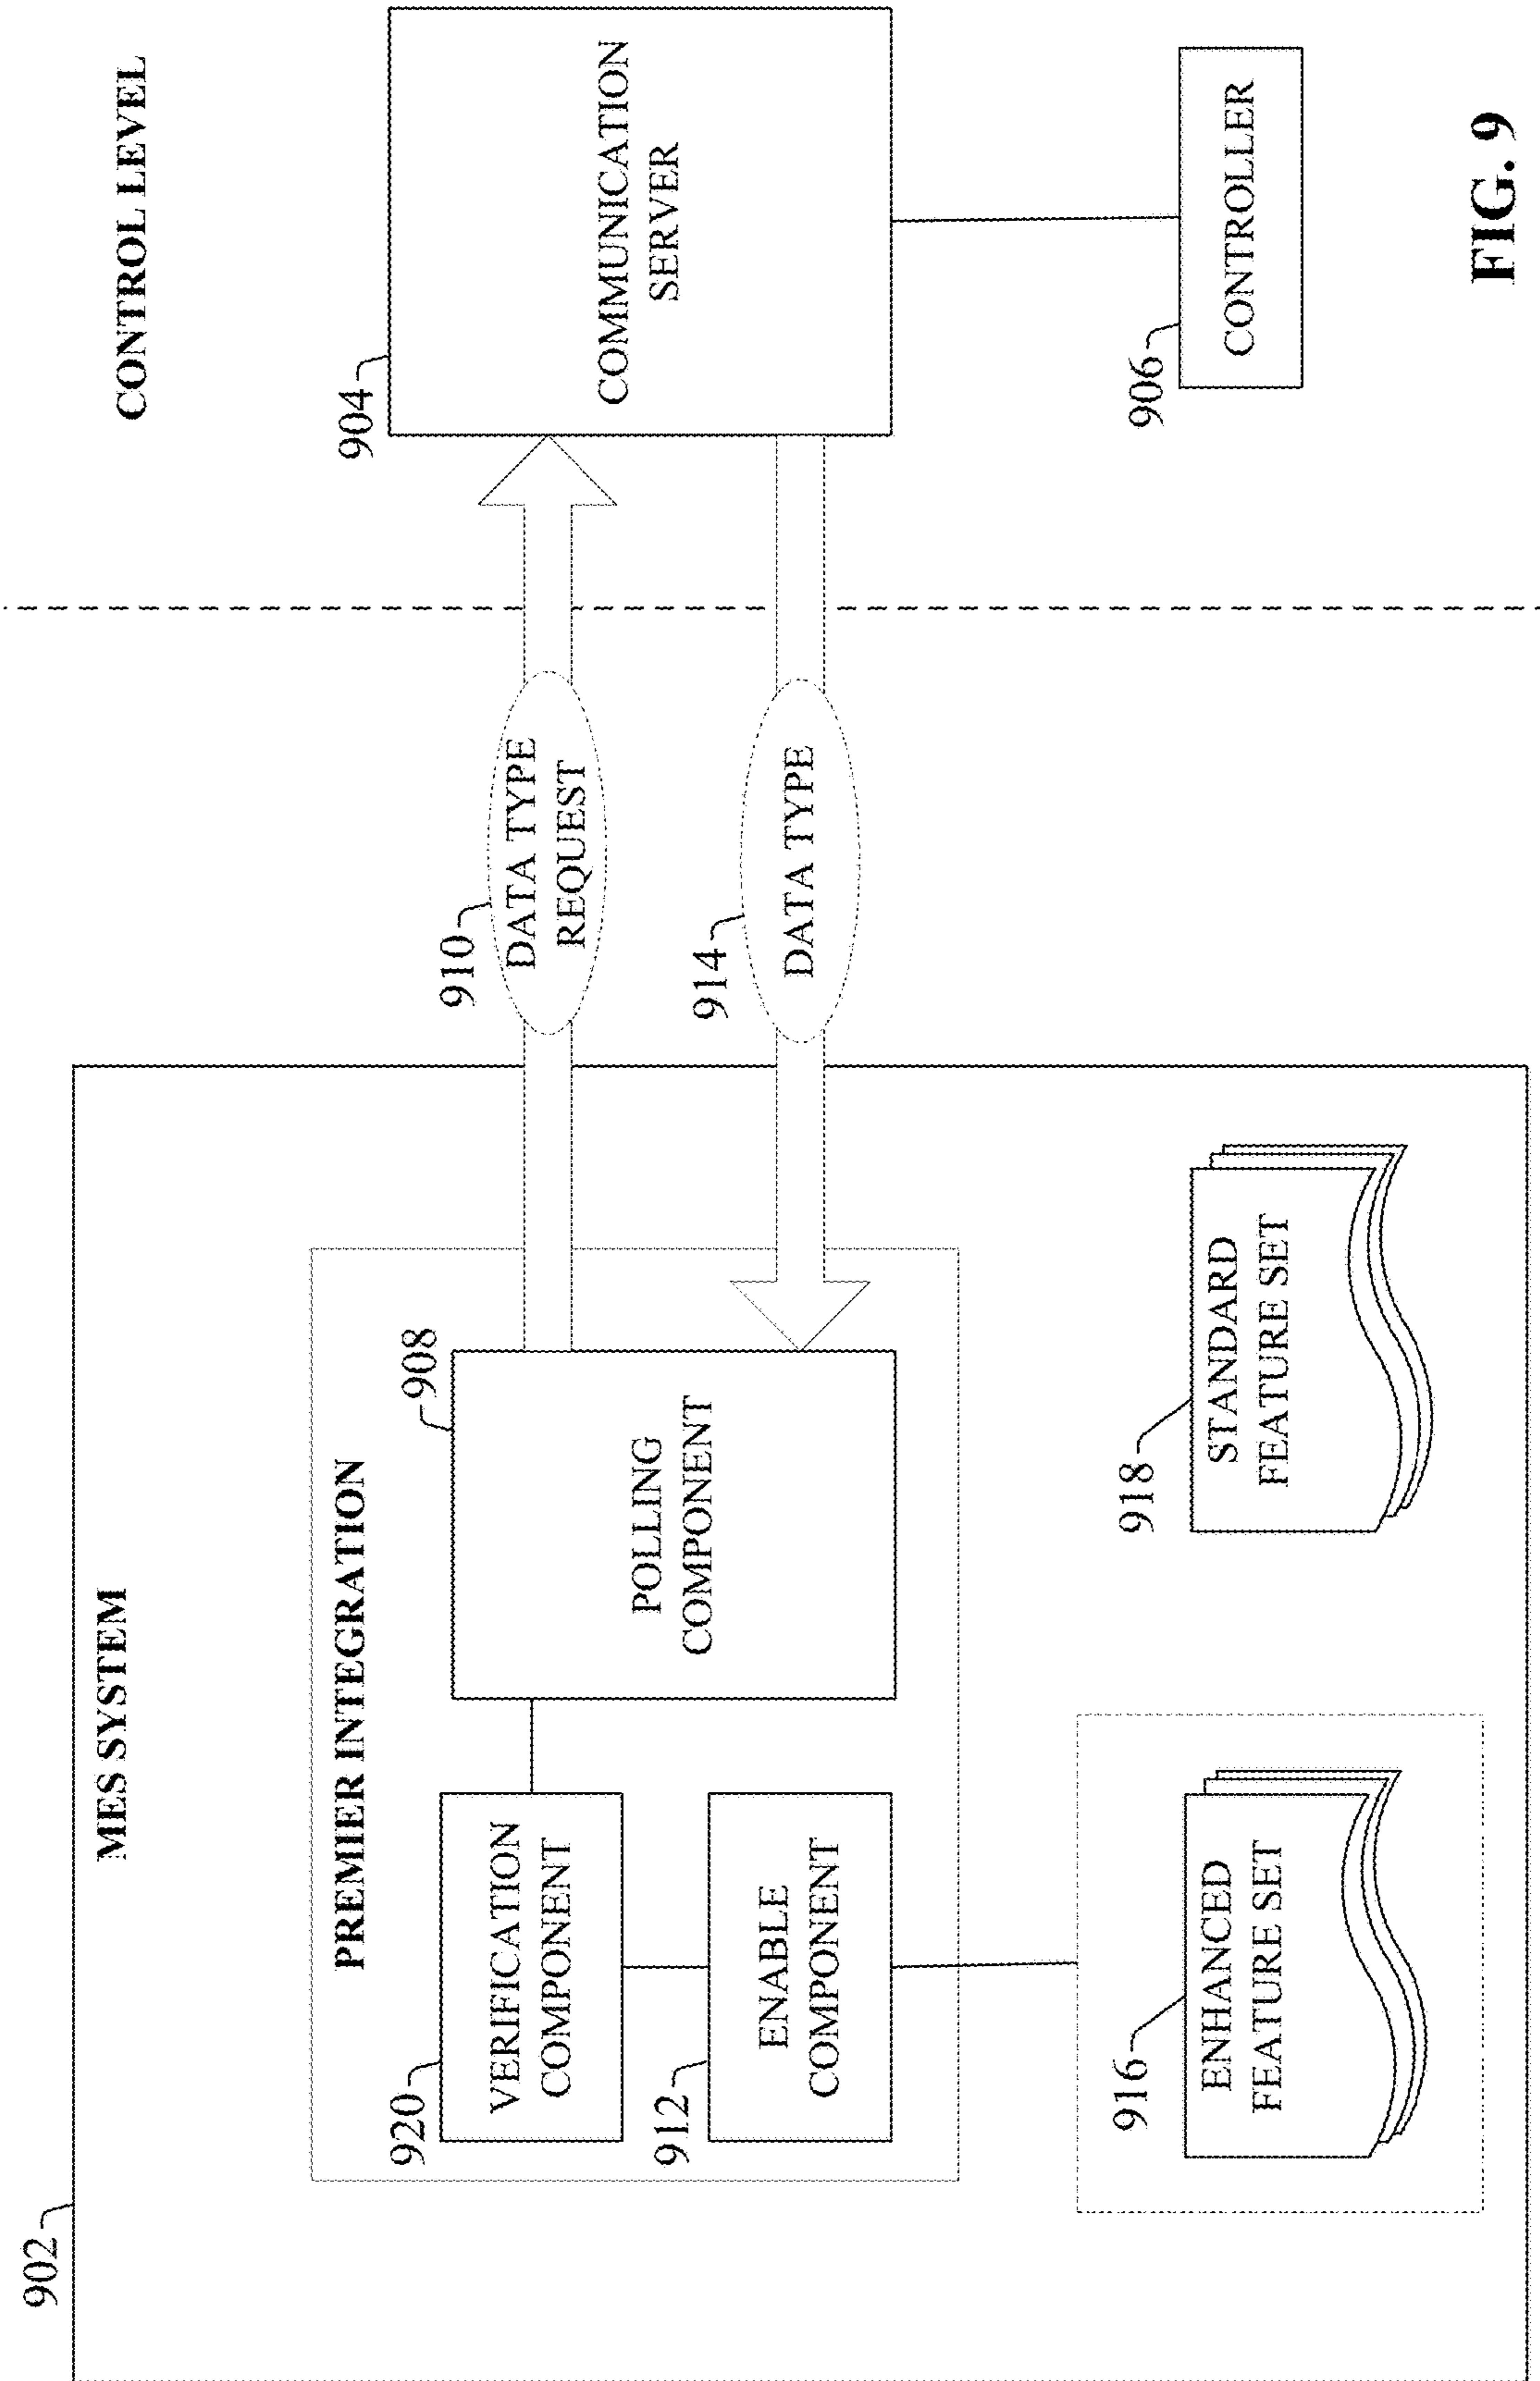 902
MES SYSTEM
CONTROL LEVEL
PREMIER INTEGRATION
920
VERIFICATION
COMPONENT
908
POLLING
COMPONENT
910
DATA TYPE
REQUEST
904
COMMUNICATION
SERVER
912
ENABLE
COMPONENT
914
DATA TYPE
916
ENHANCED
FEATURE SET
918
STANDARD
FEATURE SET
906
CONTROLLER
FIG. 9